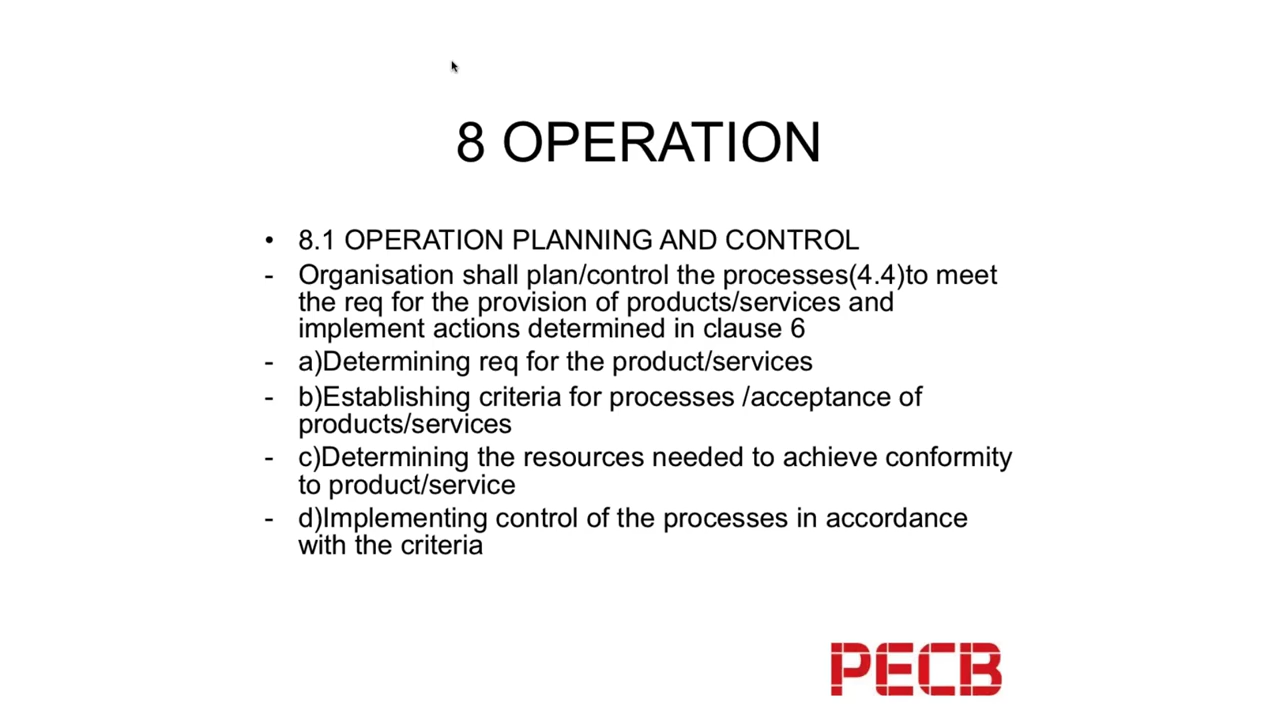 8 OPERATION
• 8.1 OPERATION PLANNING AND CONTROL
- Organisation shall plan/control the processes(4.4)to meet
the req for the provision of products/services and
implement actions determined in clause 6
- a)Determining req for the product/services
- b)Establishing criteria for processes /acceptance of
products/services
- c)Determining the resources needed to achieve conformity
to product/service
- d)Implementing control of the processes in accordance
with the criteria
PECB